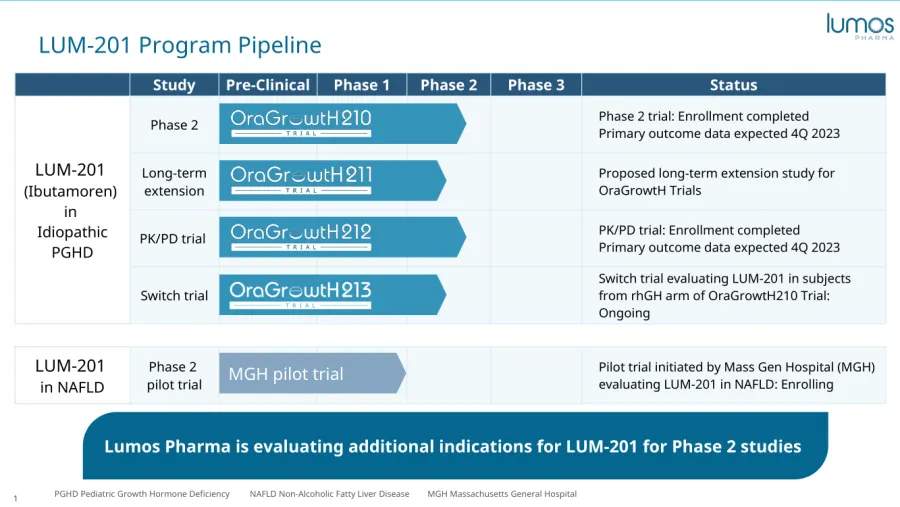 lumos
PHARMA
LUM-201 Program Pipeline
Study Pre-Clinical Phase 1 Phase 2 Phase 3 Status
LUM-201
(Ibutamoren)
in
Idiopathic
PGHD
Phase 2
OraGrowtH210
TRIAL
Phase 2 trial: Enrollment completed
Primary outcome data expected 4Q 2023
Long-term
extension
OraGrowtH211
TRIAL
Proposed long-term extension study for
OraGrowtH Trials
PK/PD trial
OraGrowtH212
TRIAL
PK/PD trial: Enrollment completed
Primary outcome data expected 4Q 2023
Switch trial
OraGrowtH213
TRIAL
Switch trial evaluating LUM-201 in subjects
from rhGH arm of OraGrowtH210 Trial:
Ongoing
LUM-201
in NAFLD
Phase 2
pilot trial
MGH pilot trial
Pilot trial initiated by Mass Gen Hospital (MGH)
evaluating LUM-201 in NAFLD: Enrolling
Lumos Pharma is evaluating additional indications for LUM-201 for Phase 2 studies
1 PGHD Pediatric Growth Hormone Deficiency NAFLD Non-Alcoholic Fatty Liver Disease MGH Massachusetts General Hospital